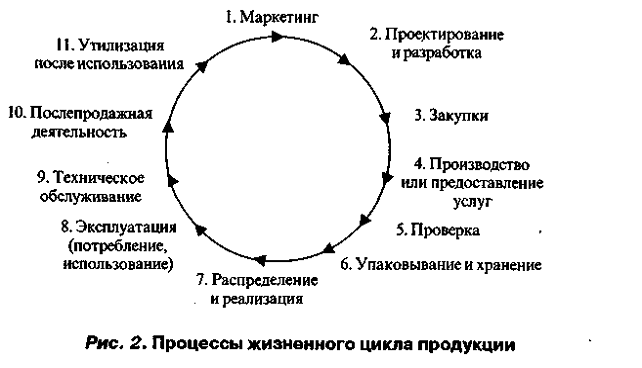 1. Маркетинг
2. Проектирование
и разработка
3. Закупки
4. Производство
или предоставление
услуг
5. Проверка
6. Упаковывание и хранение
7. Распределение
и реализация
8. Эксплуатация
(потребление,
использование)
9. Техническое
обслуживание
10. Послепродажная
деятельность
11. Утилизация
после использования
Рис. 2. Процессы жизненного цикла продукции